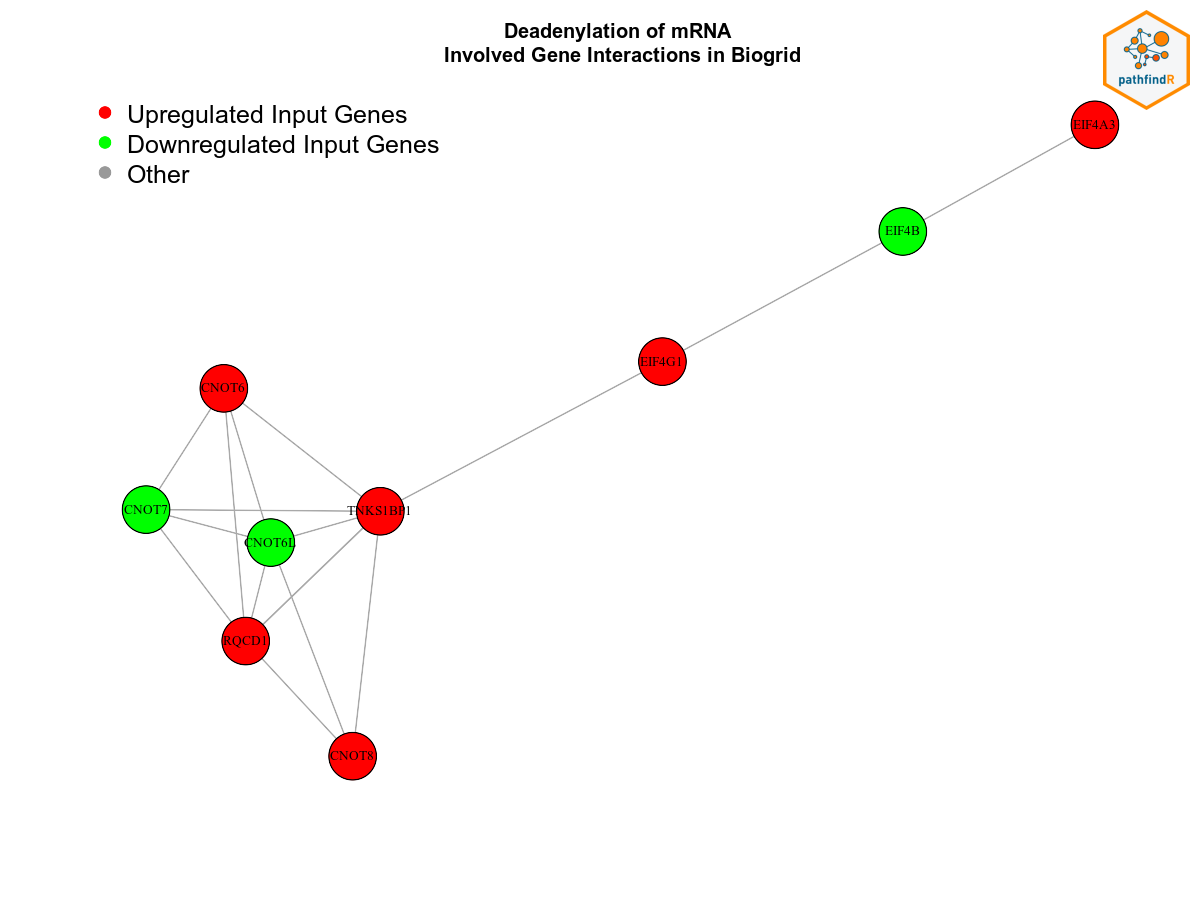 Deadenylation of mRNA
Involved Gene Interactions in Biogrid
pathfindR
Upregulated Input Genes
Downregulated Input Genes
Other
EIF4A3
EIF4B
EIF4G1
CNOT6
CNOT7
TNKS1BP1
CNOT6L
RQCD1
CNOT8